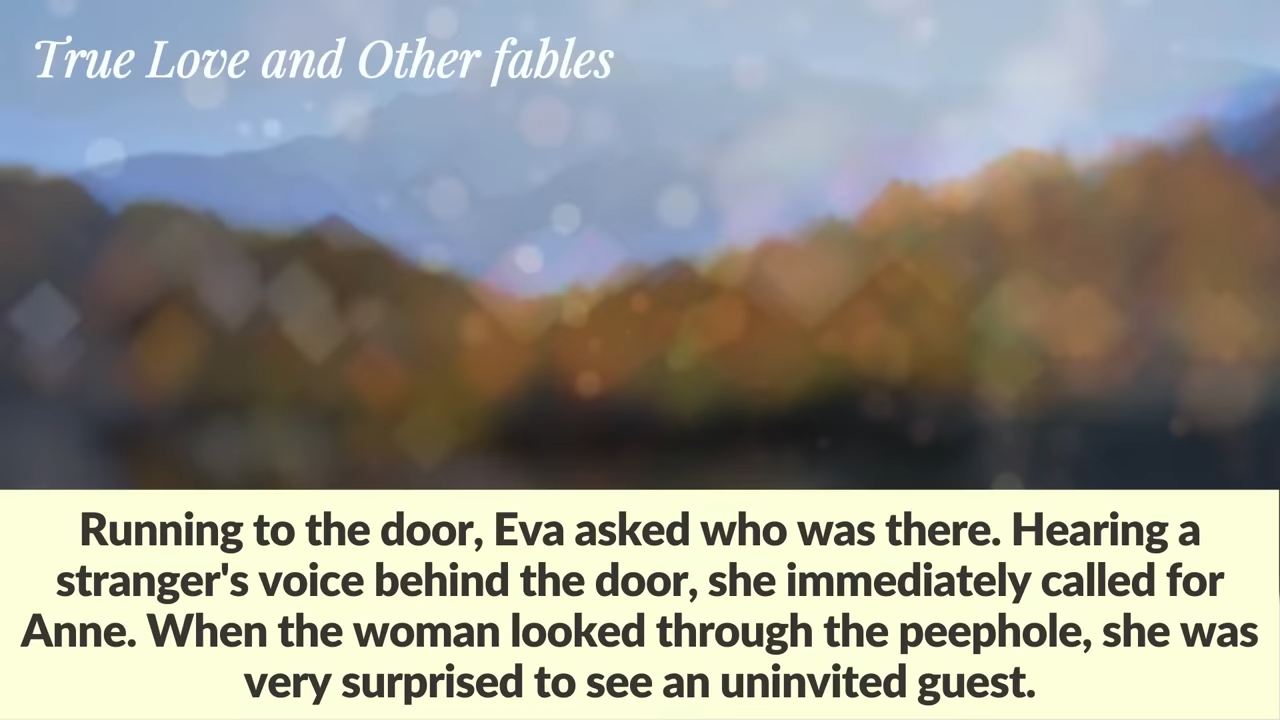 True Love and Other fables
Running to the door, Eva asked who was there. Hearing a
stranger's voice behind the door, she immediately called for
Anne. When the woman looked through the peephole, she was
very surprised to see an uninvited guest.